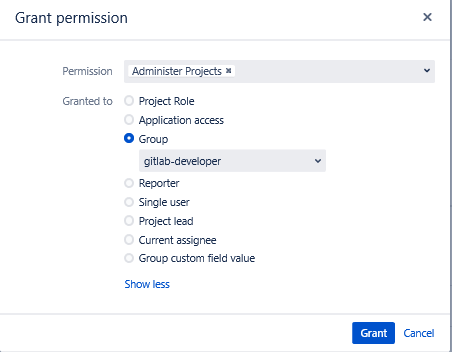 Grant permission
Permission
Administer Projects
Granted to
Project Role
Application access
Group
gitlab-developer
Reporter
Single user
Project lead
Current assignee
Group custom field value
Show less
Grant Cancel